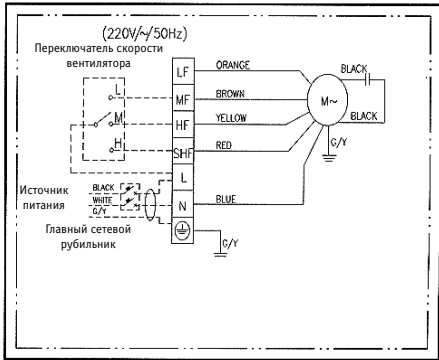 (220V/~/50Hz)
Переключатель скорости
вентилятора
L
M
H
LF
MF
HF
SHF
L
N
ORANGE
BROWN
YELLOW
RED
BLUE
M~
BLACK
BLACK
G/Y
Источник
питания
BLACK
WHITE
G/Y
Главный сетевой
рубильник
G/Y